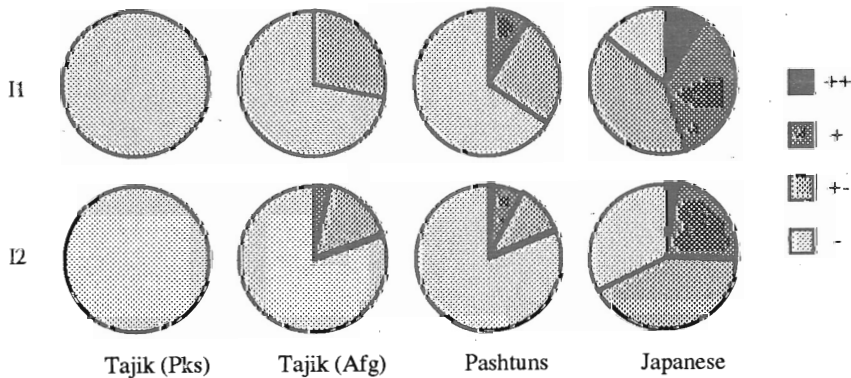 I1
++
+
+-
I2
-
Tajik (Pks) Tajik (Afg) Pashtuns Japanese